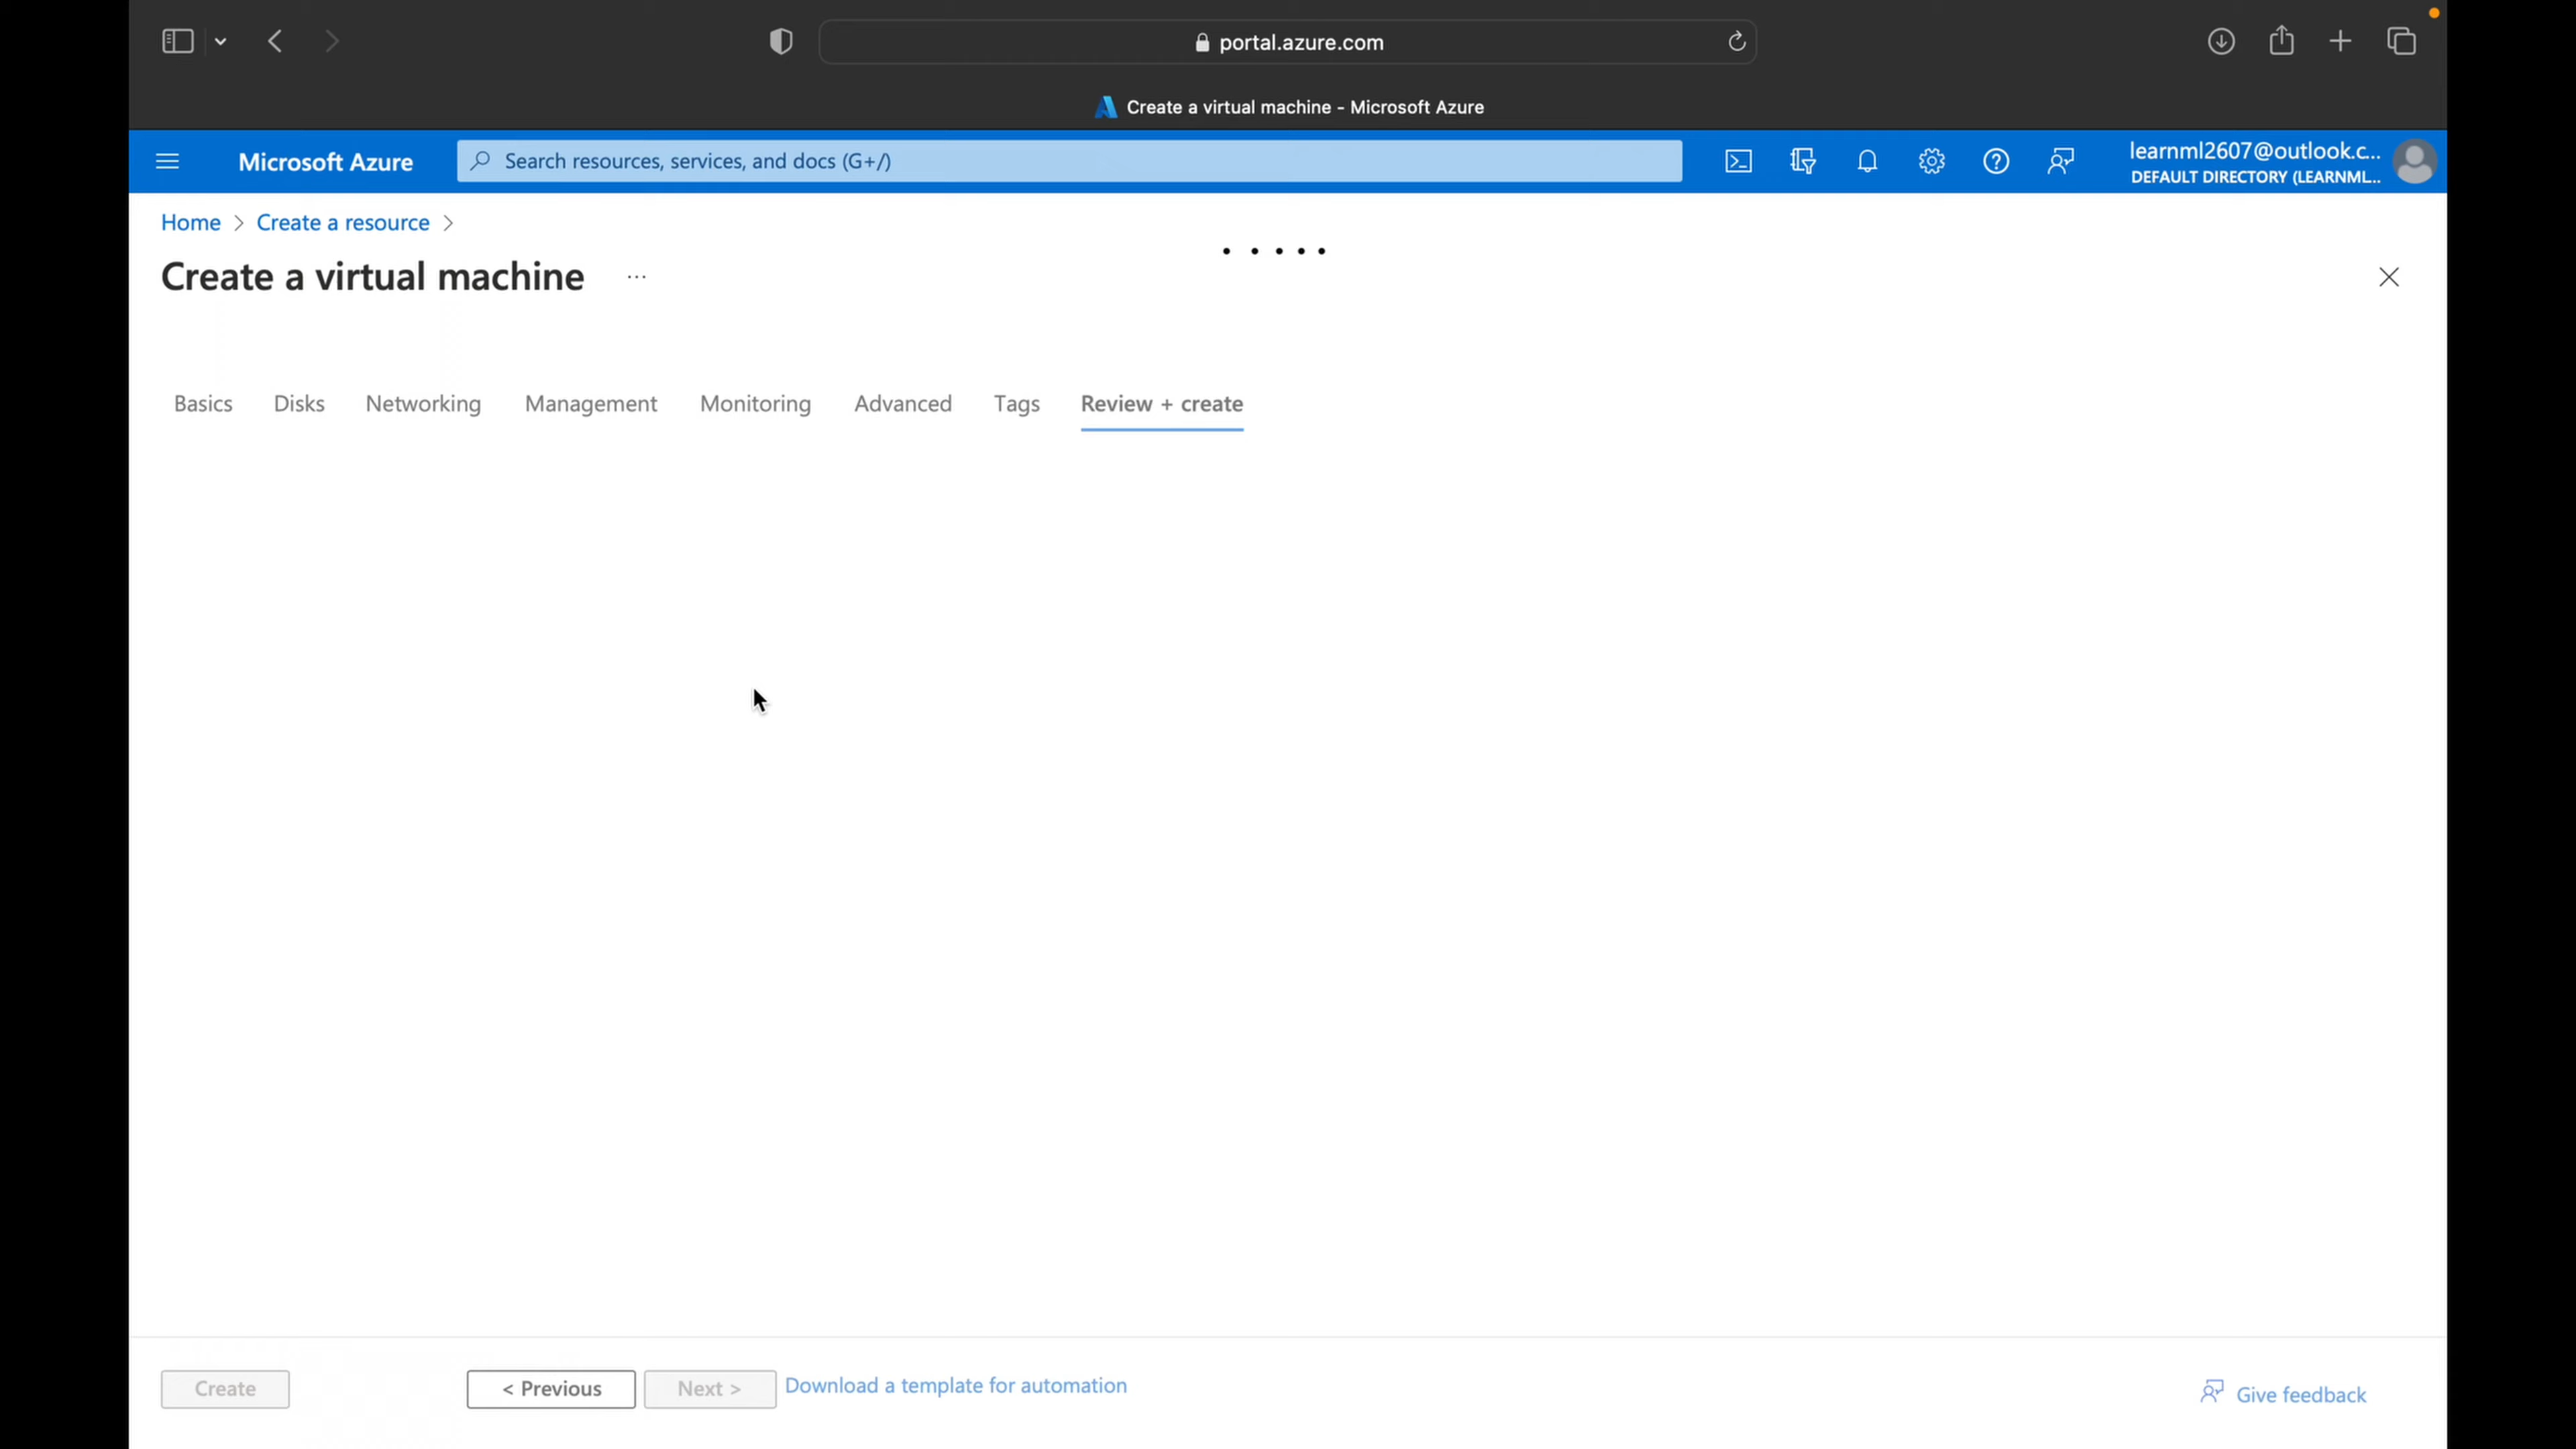 portal.azure.com
Create a virtual machine - Microsoft Azure
Microsoft Azure
Search resources, services, and docs (G+/)
learnml2607@outlook.c...
DEFAULT DIRECTORY (LEARNML...
Home > Create a resource >
Create a virtual machine ...
Basics Disks Networking Management Monitoring Advanced Tags Review + create
Create < Previous Next > Download a template for automation Give feedback